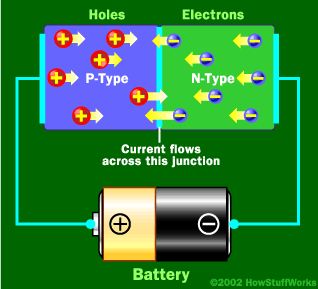 Holes Electrons
P-Type N-Type
Current flows
across this junction
Battery
©2002 HowStuffWorks